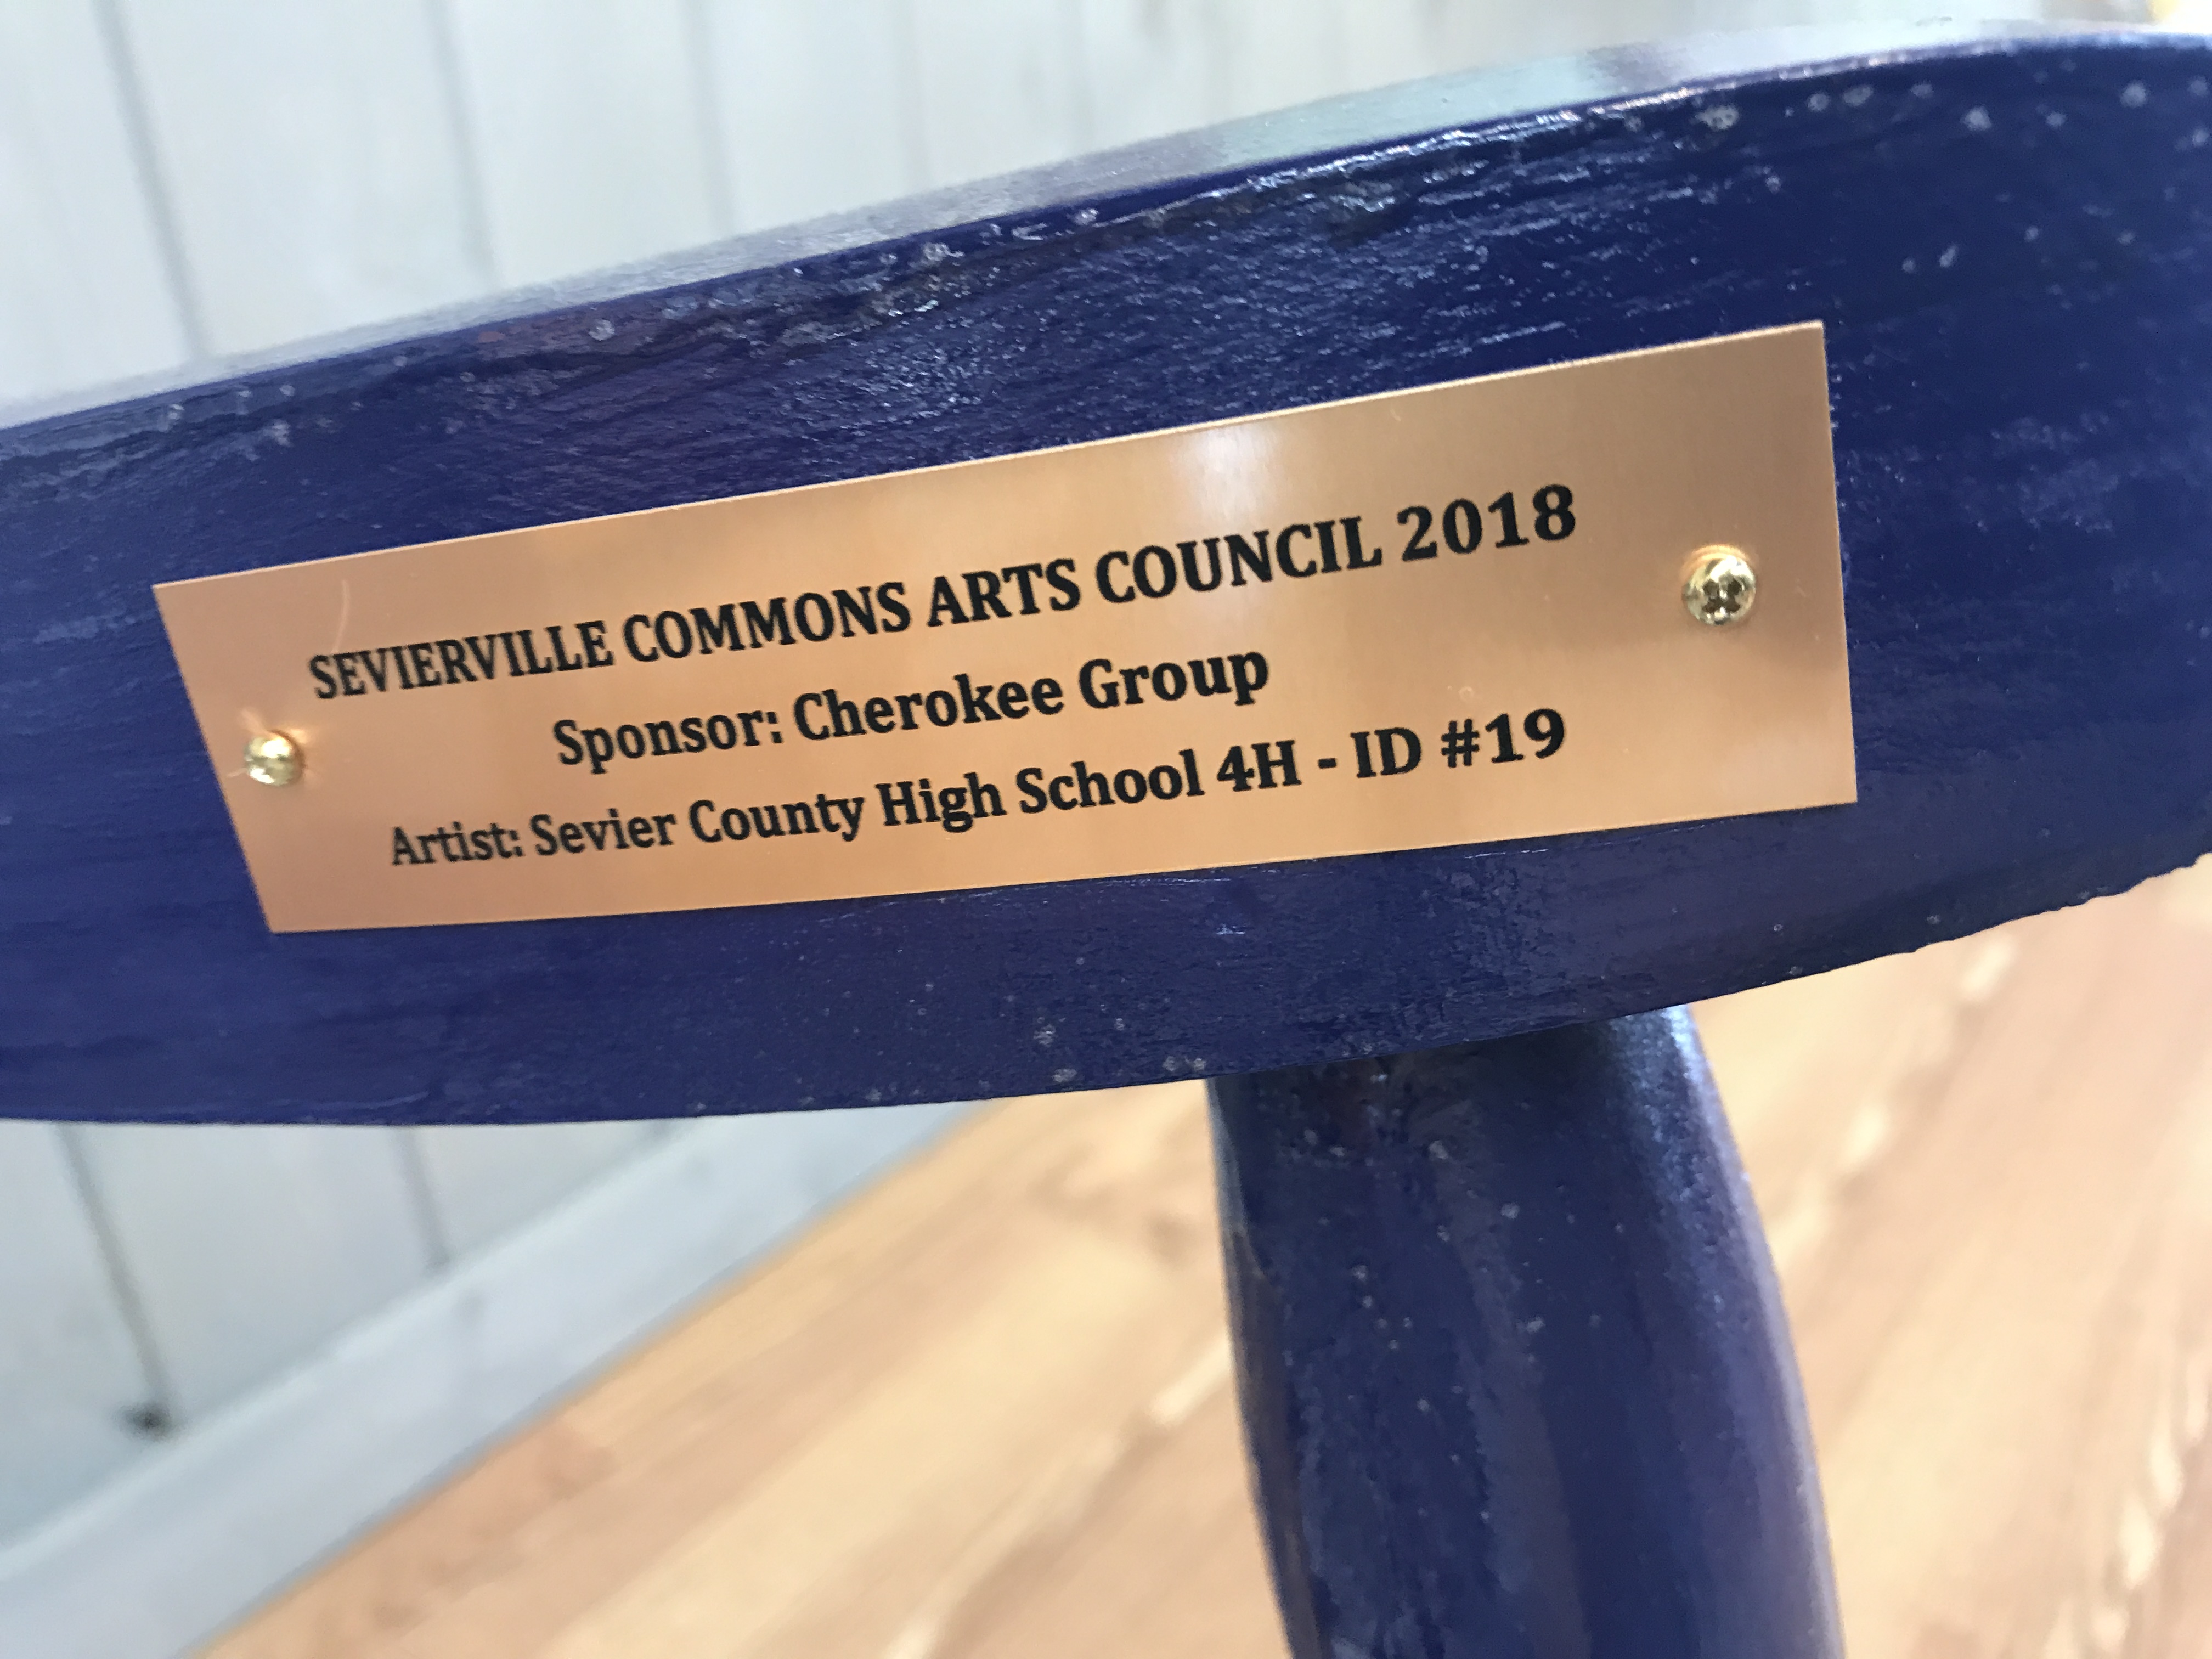 SEVIERVILLE COMMONS ARTS COUNCIL 2018
Sponsor: Cherokee Group
Artist: Sevier County High School 4H - ID #19